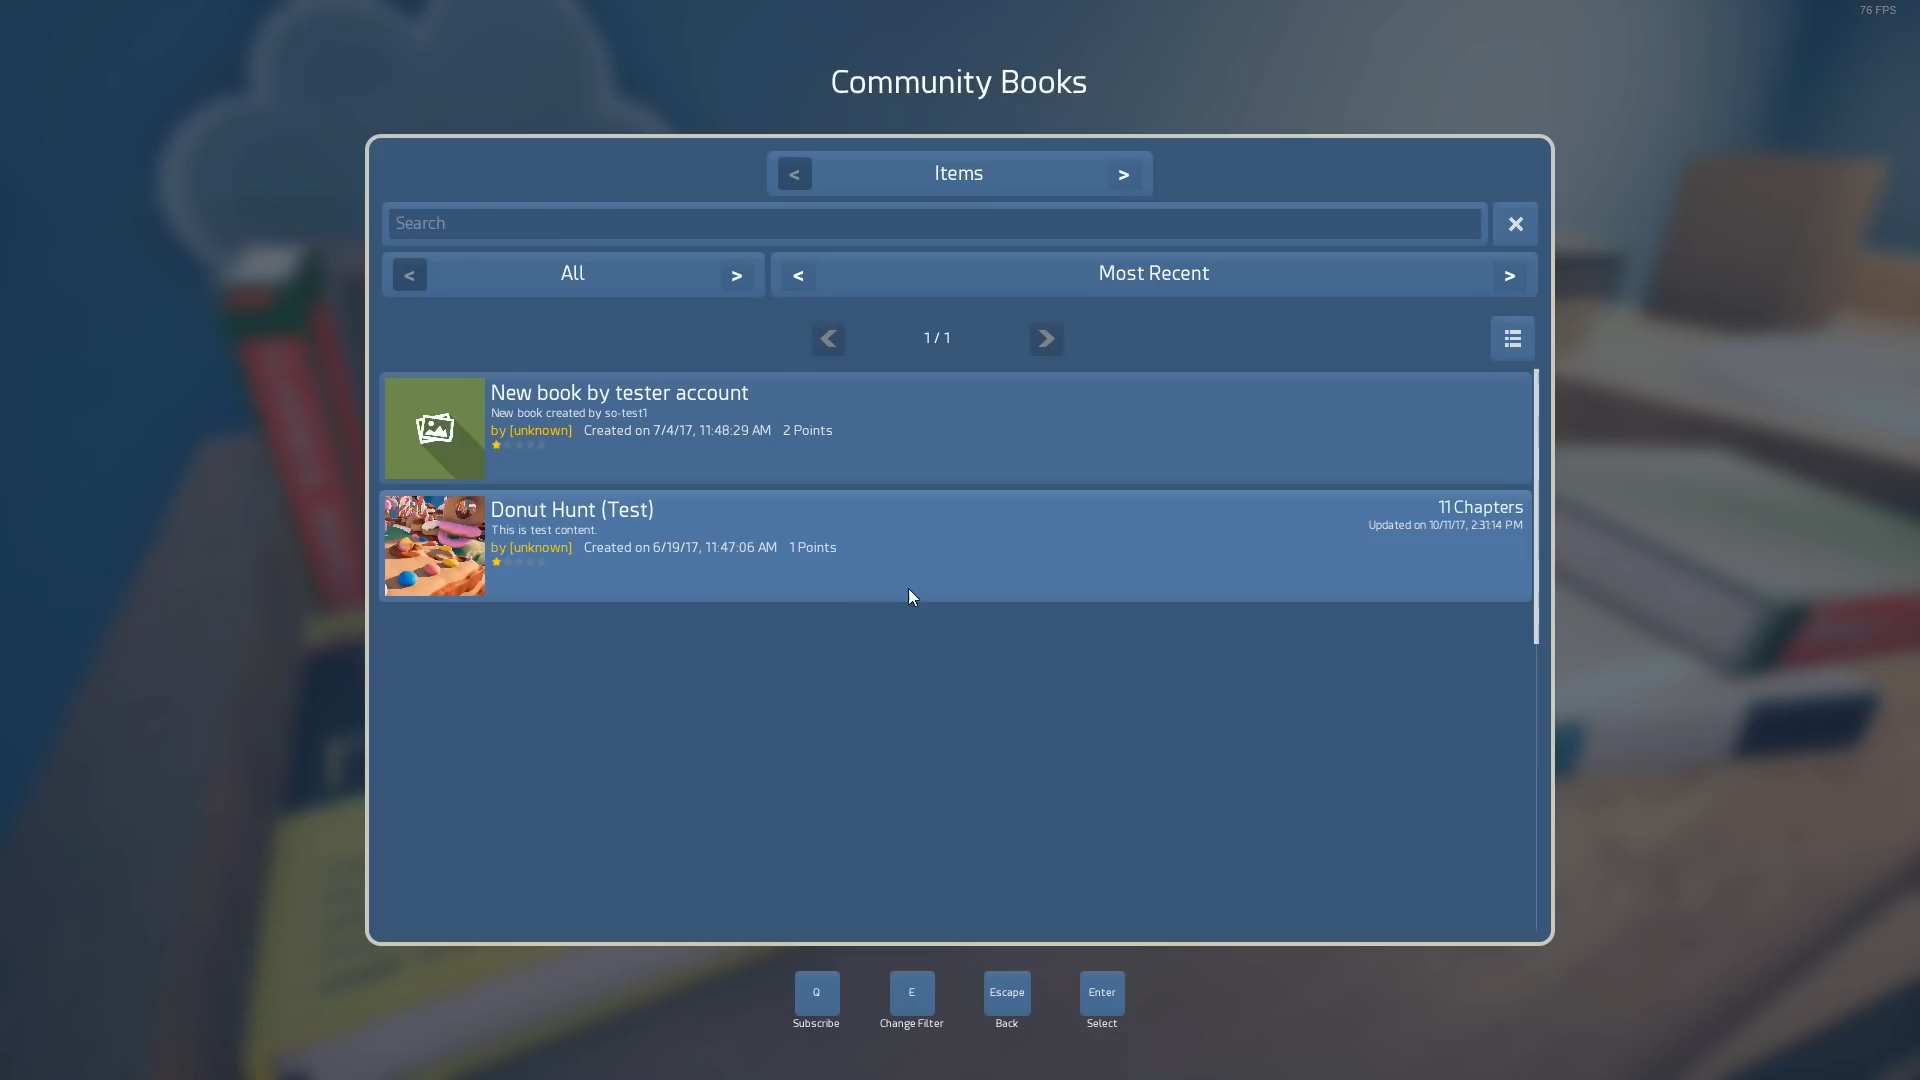 76 FPS
Community Books
< Items >
Search
< All >
< Most Recent >
1 / 1
New book by tester account
New book created by so-test1
by [unknown] Created on 7/4/17, 11:48:29 AM 2 Points
Donut Hunt (Test)
11 Chapters
This is test content.
Updated on 10/11/17, 2:31:14 PM
by [unknown] Created on 6/19/17, 11:47:06 AM 1 Points
Q
E
Escape
Enter
Subscribe
Change Filter
Back
Select